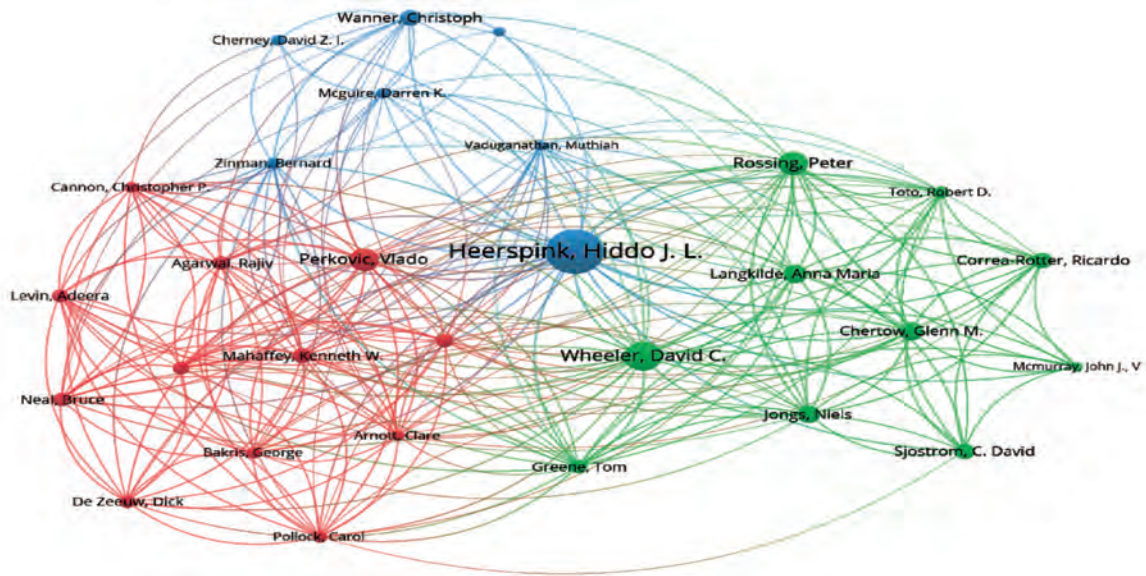 Wanner, Christoph
Cherney, David Z. I.
Mcguire, Darren K.
Vaduganathan, Muthiah
Zinman, Bernard
Rossing, Peter
Cannon, Christopher P.
Toto, Robert D.
Heerspink, Hiddo J. L.
Perkovic, Vlado
Agarwal, Rajiv
Correa-Rotter, Ricardo
Langkilde, Anna Maria
Levin, Adeera
Chertow, Glenn M.
Mahaffey, Kenneth W.
Wheeler, David C.
Mcmurray, John J., V
Neal, Bruce
Jongs, Niels
Arnott, Clare
Bakris, George
Sjostrom, C. David
Greene, Tom
De Zeeuw, Dick
Pollock, Carol